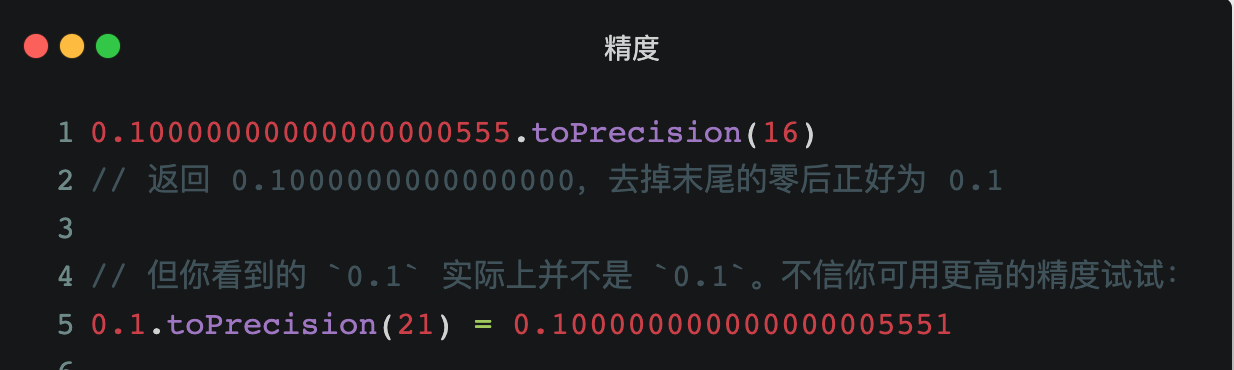 精度
1 0.10000000000000000555.toPrecision(16)
2 // 返回 0.1000000000000000，去掉末尾的零后正好为 0.1
3
4 // 但你看到的 `0.1` 实际上并不是 `0.1`。不信你可用更高的精度试试：
5 0.1.toPrecision(21) = 0.100000000000000005551